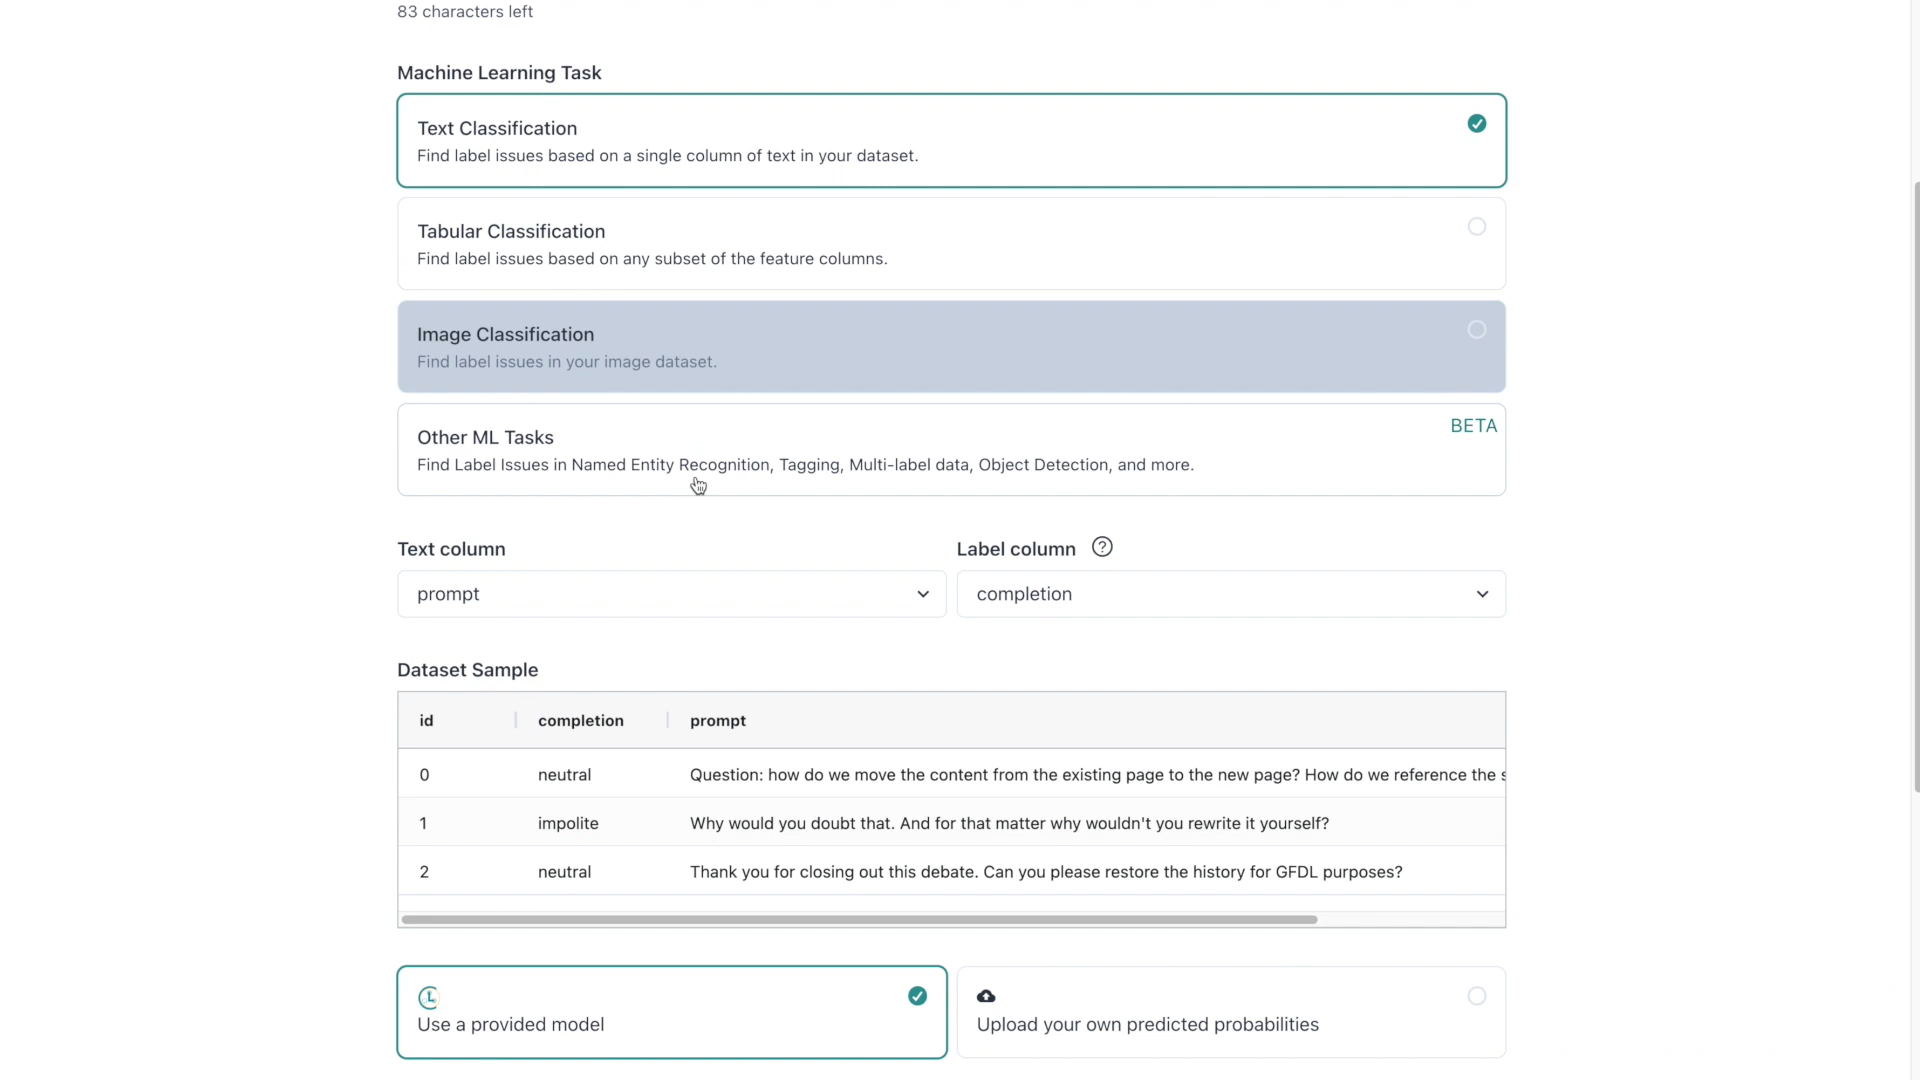 83 characters left
Machine Learning Task
Text Classification
Find label issues based on a single column of text in your dataset.
Tabular Classification
Find label issues based on any subset of the feature columns.
Image Classification
Find label issues in your image dataset.
BETA
Other ML Tasks
Find Label Issues in Named Entity Recognition, Tagging, Multi-label data, Object Detection, and more.
Text column
Label column
prompt
completion
Dataset Sample
id completion prompt
0 neutral Question: how do we move the content from the existing page to the new page? How do we reference the
1 impolite Why would you doubt that. And for that matter why wouldn't you rewrite it yourself?
2 neutral Thank you for closing out this debate. Can you please restore the history for GFDL purposes?
Use a provided model
Upload your own predicted probabilities